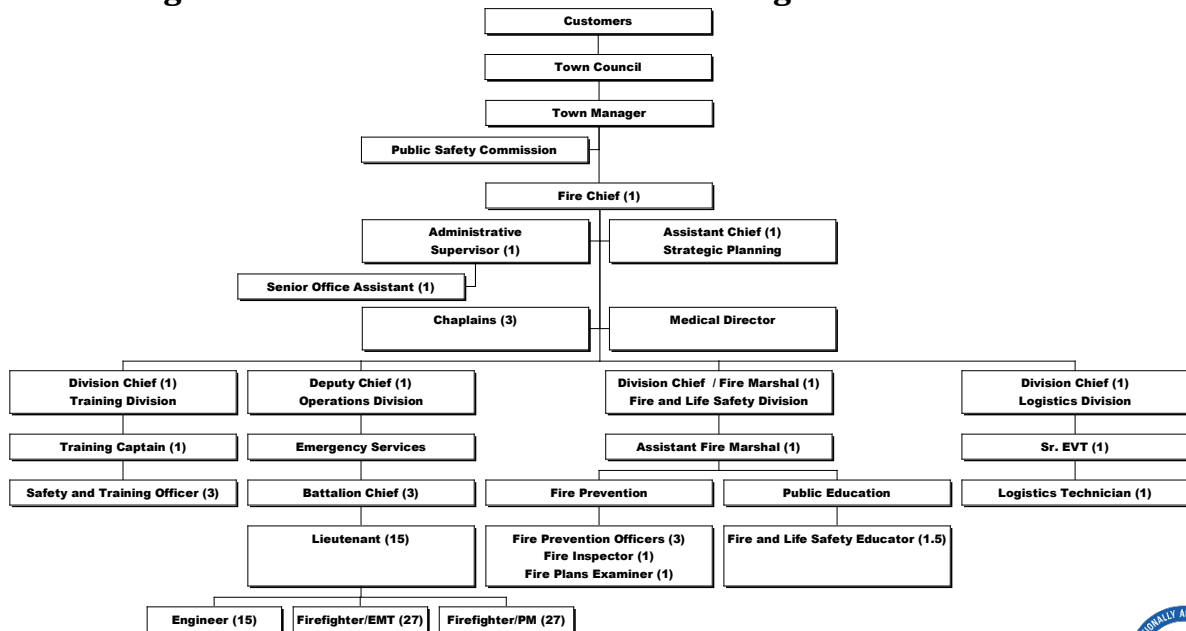 Customers
Town Council
Town Manager
Public Safety Commission
Fire Chief (1)
Administrative
Supervisor (1)
Assistant Chief (1)
Strategic Planning
Senior Office Assistant (1)
Chaplains (3)
Medical Director
Division Chief (1)
Training Division
Deputy Chief (1)
Operations Division
Division Chief / Fire Marshal (1)
Fire and Life Safety Division
Division Chief (1)
Logistics Division
Training Captain (1)
Emergency Services
Assistant Fire Marshal (1)
Sr. EVT (1)
Safety and Training Officer (3)
Battalion Chief (3)
Fire Prevention
Public Education
Logistics Technician (1)
Lieutenant (15)
Fire Prevention Officers (3)
Fire Inspector (1)
Fire Plans Examiner (1)
Fire and Life Safety Educator (1.5)
Engineer (15)
Firefighter/EMT (27)
Firefighter/PM (27)